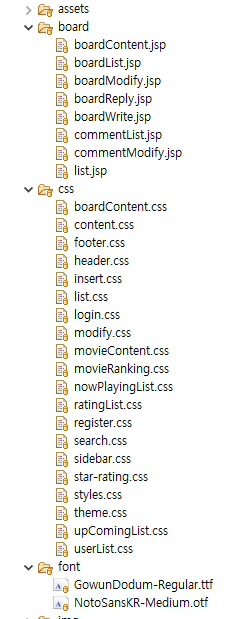 assets
board
boardContent.jsp
boardList.jsp
boardModify.jsp
boardReply.jsp
boardWrite.jsp
commentList.jsp
commentModify.jsp
list.jsp
css
boardContent.css
content.css
footer.css
header.css
insert.css
list.css
login.css
modify.css
movieContent.css
movieRanking.css
nowPlayingList.css
ratingList.css
register.css
search.css
sidebar.css
star-rating.css
styles.css
theme.css
upComingList.css
userList.css
font
GowunDodum-Regular.ttf
NotoSansKR-Medium.otf